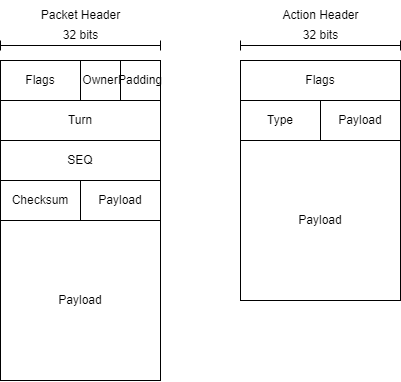 Packet Header
32 bits
Flags
Owner
Padding
Turn
SEQ
Checksum
Payload
Payload
Action Header
32 bits
Flags
Type
Payload
Payload